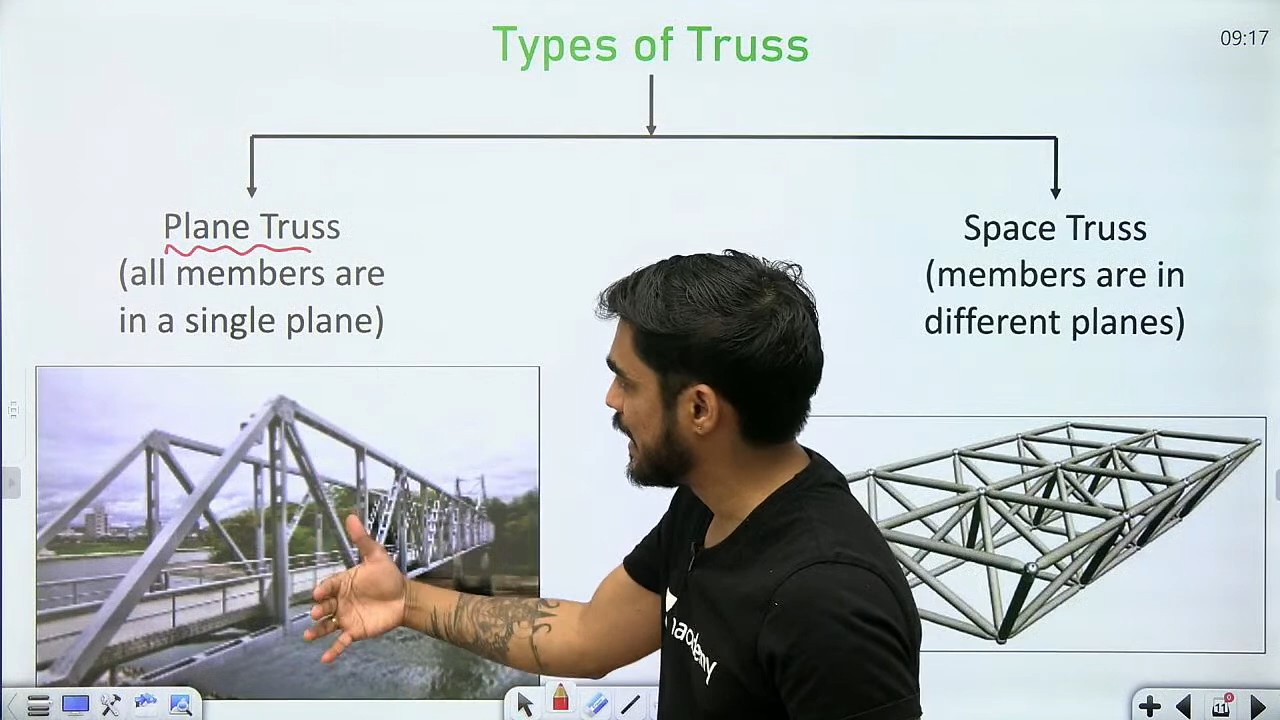 Types of Truss
09:17
Plane Truss
(all members are
in a single plane)
Space Truss
(members are in
different planes)
11